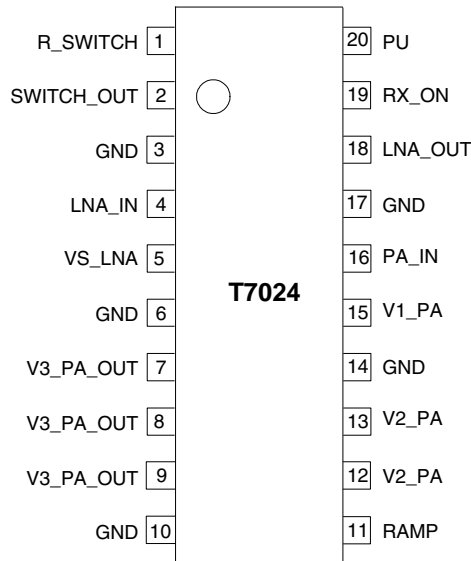 R_SWITCH 1 20 PU
SWITCH_OUT 2 19 RX_ON
GND 3 18 LNA_OUT
LNA_IN 4 17 GND
VS_LNA 5 16 PA_IN
T7024
GND 6 15 V1_PA
V3_PA_OUT 7 14 GND
V3_PA_OUT 8 13 V2_PA
V3_PA_OUT 9 12 V2_PA
GND 10 11 RAMP